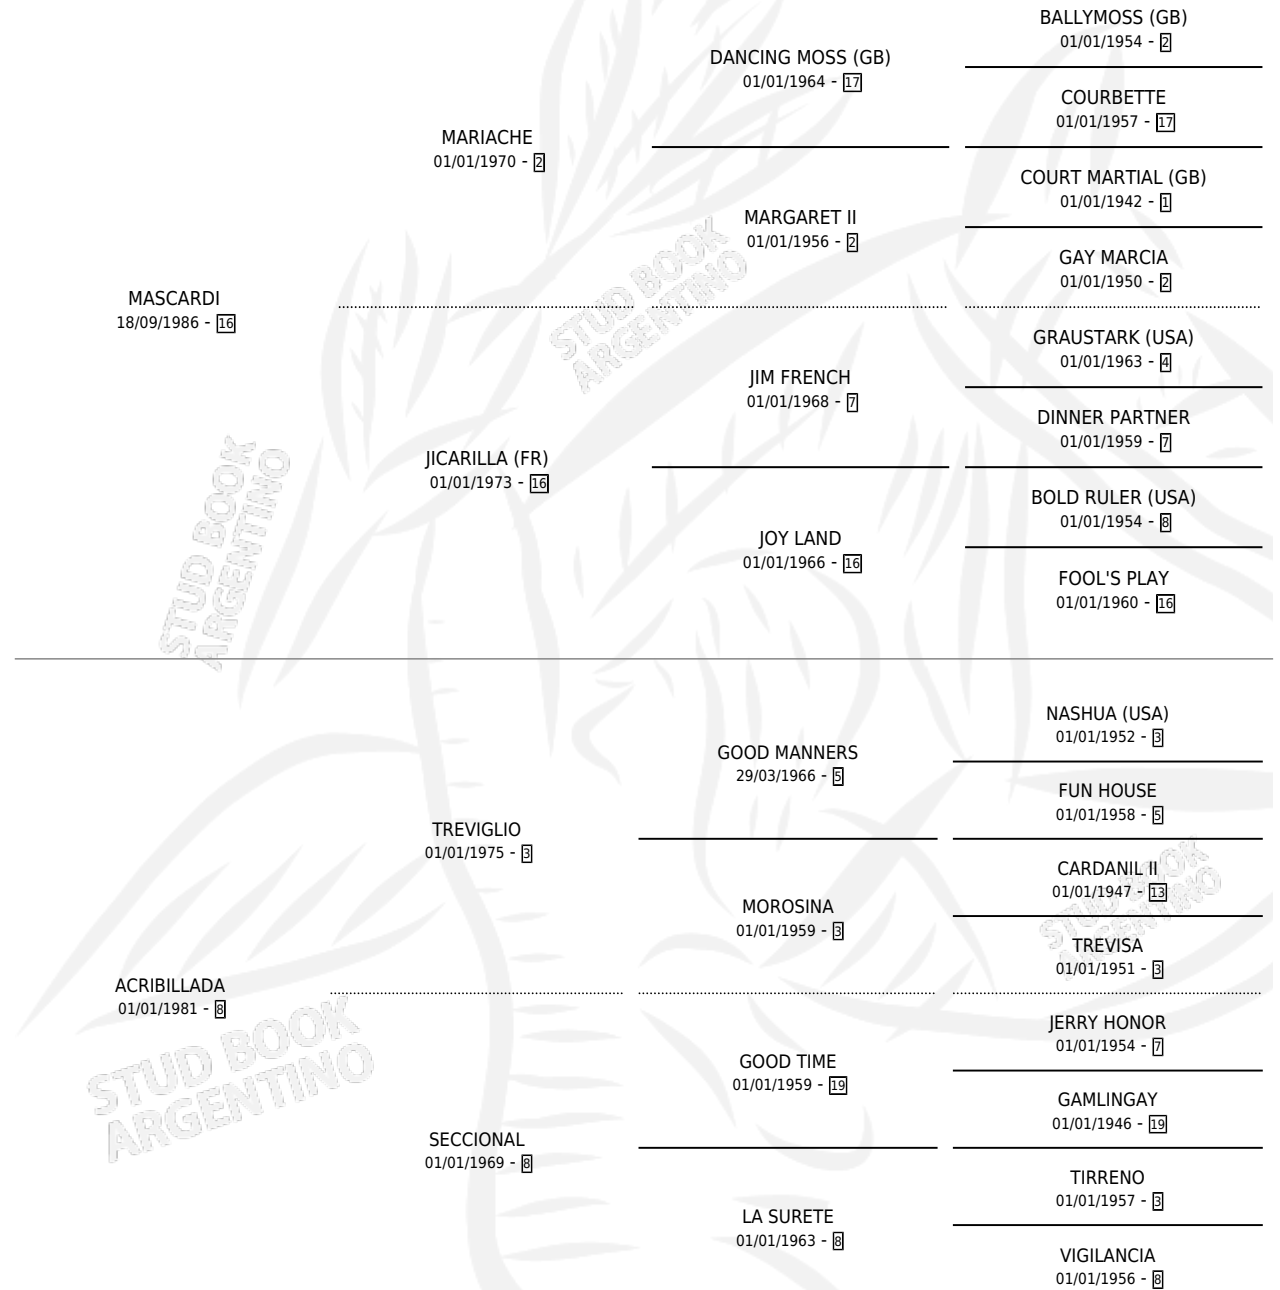 BALLYMOSS (GB)
01/01/1954 - 2
DANCING MOSS (GB)
01/01/1964 - 17
COURBETTE
01/01/1957 - 17
MARIACHE
01/01/1970 - 2
COURT MARTIAL (GB)
01/01/1942 - 1
MARGARET II
01/01/1956 - 2
GAY MARCIA
01/01/1950 - 2
MASCARDI
18/09/1986 - 16
STUD BOOK
ARGENTINO
GRAUSTARK (USA)
01/01/1963 - 4
JIM FRENCH
01/01/1968 - 7
DINNER PARTNER
01/01/1959 - 7
JICARILLA (FR)
01/01/1973 - 16
BOLD RULER (USA)
01/01/1954 - 8
JOY LAND
01/01/1966 - 16
FOOL'S PLAY
01/01/1960 - 16
STUD BOOK
ARGENTINO
NASHUA (USA)
01/01/1952 - 3
GOOD MANNERS
29/03/1966 - 5
FUN HOUSE
01/01/1958 - 5
TREVIGLIO
01/01/1975 - 3
CARDANIL II
01/01/1947 - 13
MOROSINA
01/01/1959 - 3
STUD BOOK
ARGENTINO
TREVISA
01/01/1951 - 3
ACRIBILLADA
01/01/1981 - 8
STUD BOOK
ARGENTINO
JERRY HONOR
01/01/1954 - 7
GOOD TIME
01/01/1959 - 19
GAMLINGAY
01/01/1946 - 19
SECCIONAL
01/01/1969 - 8
TIRRENO
01/01/1957 - 3
LA SURETE
01/01/1963 - 8
VIGILANCIA
01/01/1956 - 8